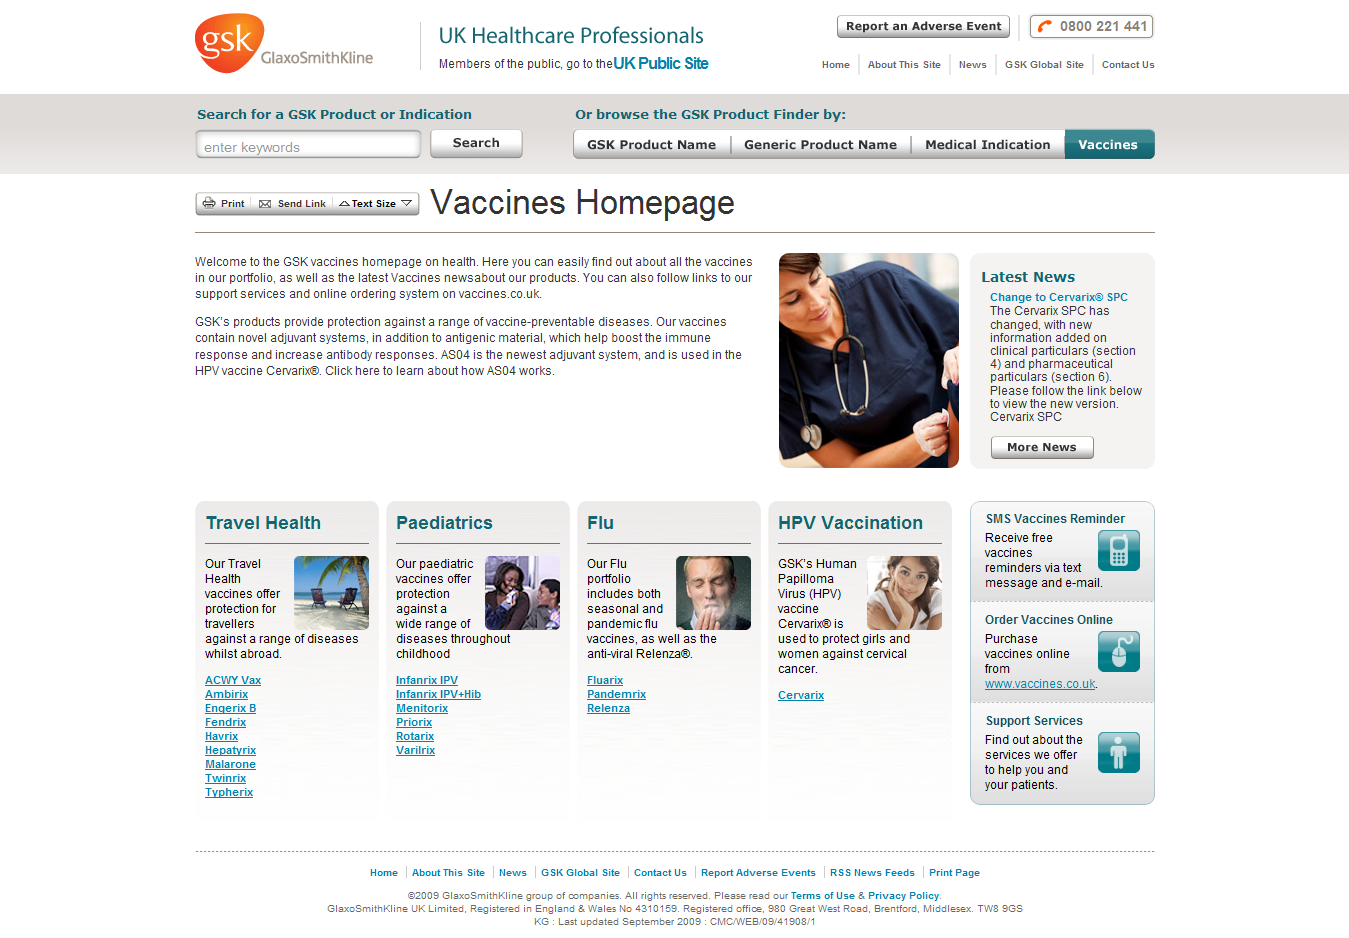 gsk
GlaxoSmithKline
UK Healthcare Professionals
Members of the public, go to theUK Public Site
Report an Adverse Event
0800 221 441
Home
About This Site
News
GSK Global Site
Contact Us
Search for a GSK Product or Indication
enter keywords
Search
Or browse the GSK Product Finder by:
GSK Product Name
Generic Product Name
Medical Indication
Vaccines
Print
Send Link
Text Size
Vaccines Homepage
Welcome to the GSK vaccines homepage on health. Here you can easily find out about all the vaccines
in our portfolio, as well as the latest Vaccines newsabout our products. You can also follow links to our
support services and online ordering system on vaccines.co.uk.
GSK's products provide protection against a range of vaccine-preventable diseases. Our vaccines
contain novel adjuvant systems, in addition to antigenic material, which help boost the immune
response and increase antibody responses. AS04 is the newest adjuvant system, and is used in the
HPV vaccine Cervarix®. Click here to learn about how AS04 works.
Latest News
Change to Cervarix® SPC
The Cervarix SPC has
changed, with new
information added on
clinical particulars (section
4) and pharmaceutical
particulars (section 6).
Please follow the link below
to view the new version.
Cervarix SPC
More News
Travel Health
Our Travel
Health
vaccines offer
protection for
travellers
against a range of diseases
whilst abroad.
ACWY Vax
Ambirix
Engerix B
Fendrix
Havrix
Hepatyrix
Malarone
Twinrix
Typherix
Paediatrics
Our paediatric
vaccines offer
protection
against a
wide range of
diseases throughout
childhood
Infanrix IPV
Infanrix IPV+Hib
Menitorix
Priorix
Rotarix
Varilrix
Flu
Our Flu
portfolio
includes both
seasonal and
pandemic flu
vaccines, as well as the
anti-viral Relenza®.
Fluarix
Pandemrix
Relenza
HPV Vaccination
GSK's Human
Papilloma
Virus (HPV)
vaccine
Cervarix® is
used to protect girls and
women against cervical
cancer.
Cervarix
SMS Vaccines Reminder
Receive free
vaccines
reminders via text
message and e-mail.
Order Vaccines Online
Purchase
vaccines online
from
www.vaccines.co.uk.
Support Services
Find out about the
services we offer
to help you and
your patients.
Home
About This Site
News
GSK Global Site
Contact Us
Report Adverse Events
RSS News Feeds
Print Page
©2009 GlaxoSmithKline group of companies. All rights reserved. Please read our Terms of Use & Privacy Policy.
GlaxoSmithKline UK Limited, Registered in England & Wales No 4310159. Registered office, 980 Great West Road, Brentford, Middlesex. TW8 9GS
KG : Last updated September 2009 : CMC/WEB/09/41908/1